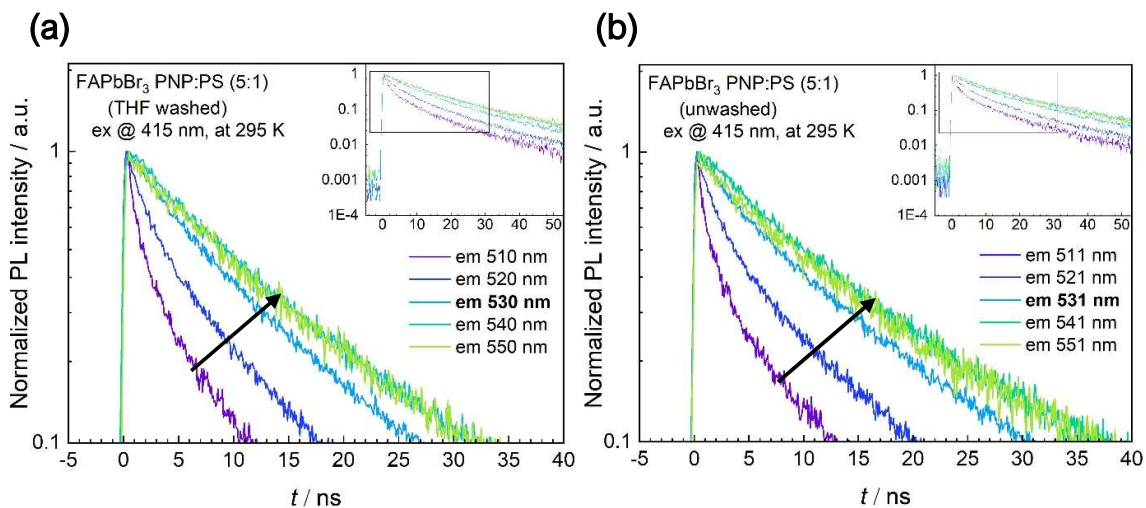 (a)
FAPbBr₃ PNP:PS (5:1)
(THF washed)
ex @ 415 nm, at 295 K
Normalized PL intensity / a.u.
1
0.1
-5 0 5 10 15 20 25 30 35 40
t / ns
1
0.1
0.001
1E-4
0 10 20 30 40 50
em 510 nm
em 520 nm
em 530 nm
em 540 nm
em 550 nm
(b)
FAPbBr₃ PNP:PS (5:1)
(unwashed)
ex @ 415 nm, at 295 K
Normalized PL intensity / a.u.
1
0.1
-5 0 5 10 15 20 25 30 35 40
t / ns
1
0.1
0.001
1E-4
0 10 20 30 40 50
em 511 nm
em 521 nm
em 531 nm
em 541 nm
em 551 nm